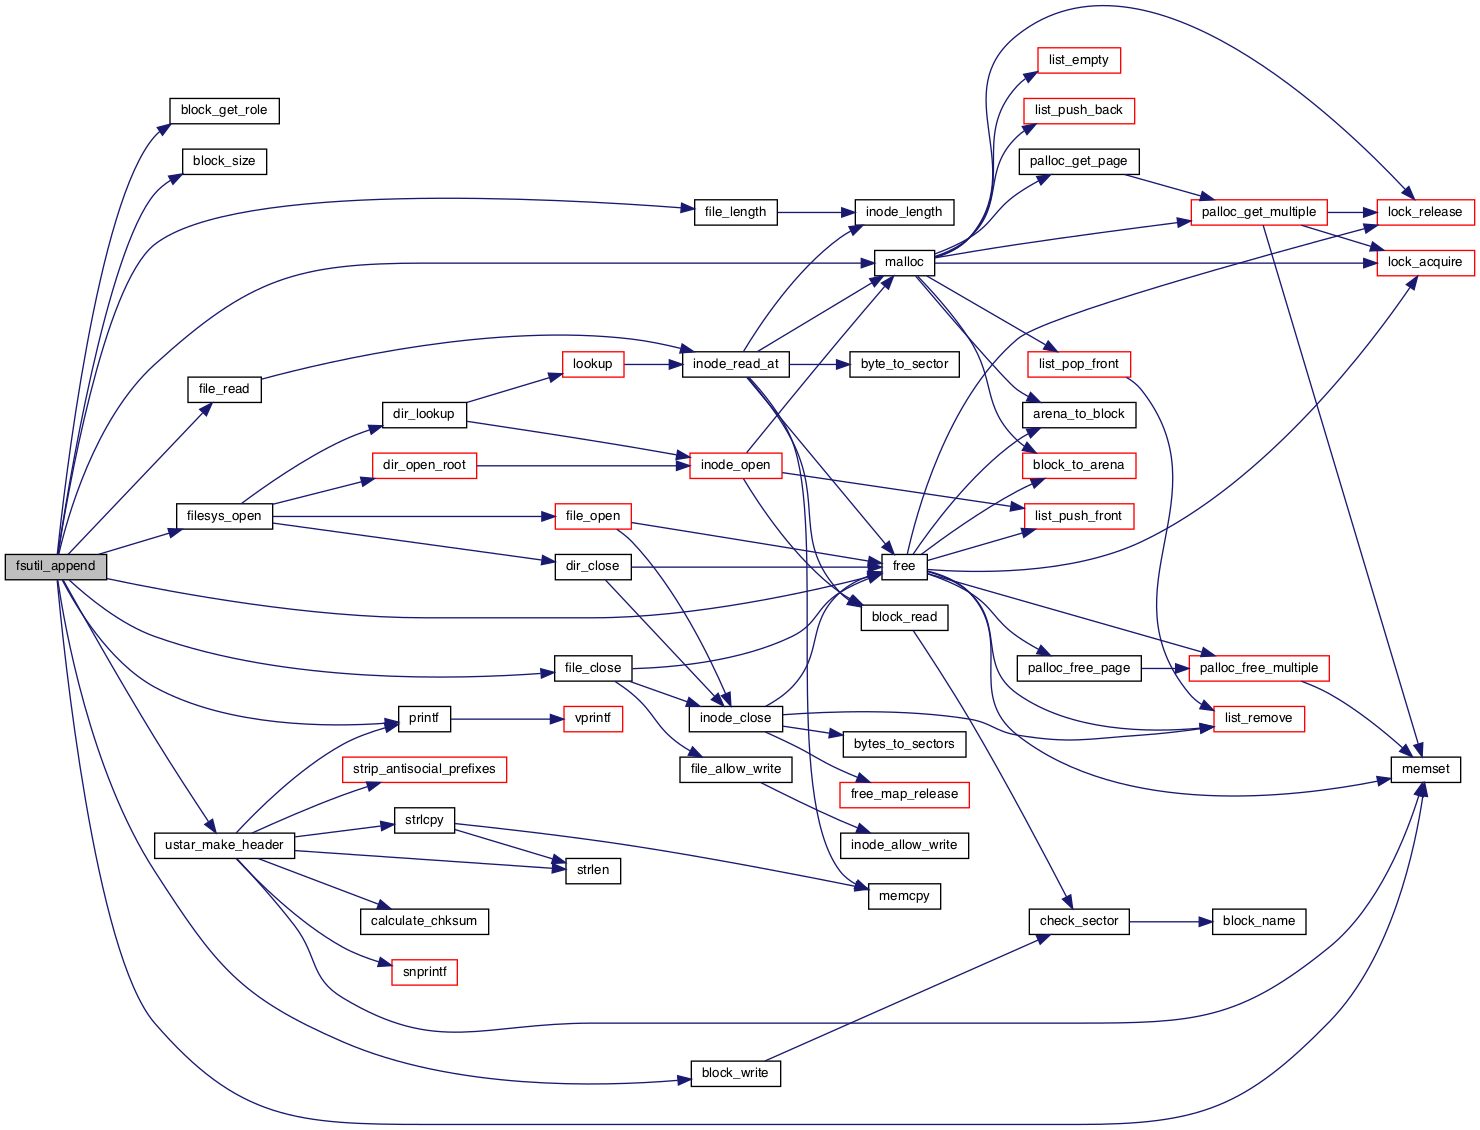 list_empty
block_get_role
list_push_back
block_size
palloc_get_page
file_length
inode_length
palloc_get_multiple
lock_release
malloc
lock_acquire
lookup
inode_read_at
byte_to_sector
list_pop_front
file_read
dir_lookup
arena_to_block
dir_open_root
inode_open
block_to_arena
filesys_open
file_open
list_push_front
fsutil_append
dir_close
free
block_read
file_close
palloc_free_page
palloc_free_multiple
printf
vprintf
inode_close
list_remove
bytes_to_sectors
strip_antisocial_prefixes
file_allow_write
memset
free_map_release
strlcpy
ustar_make_header
inode_allow_write
strlen
memcpy
calculate_chksum
check_sector
block_name
snprintf
block_write